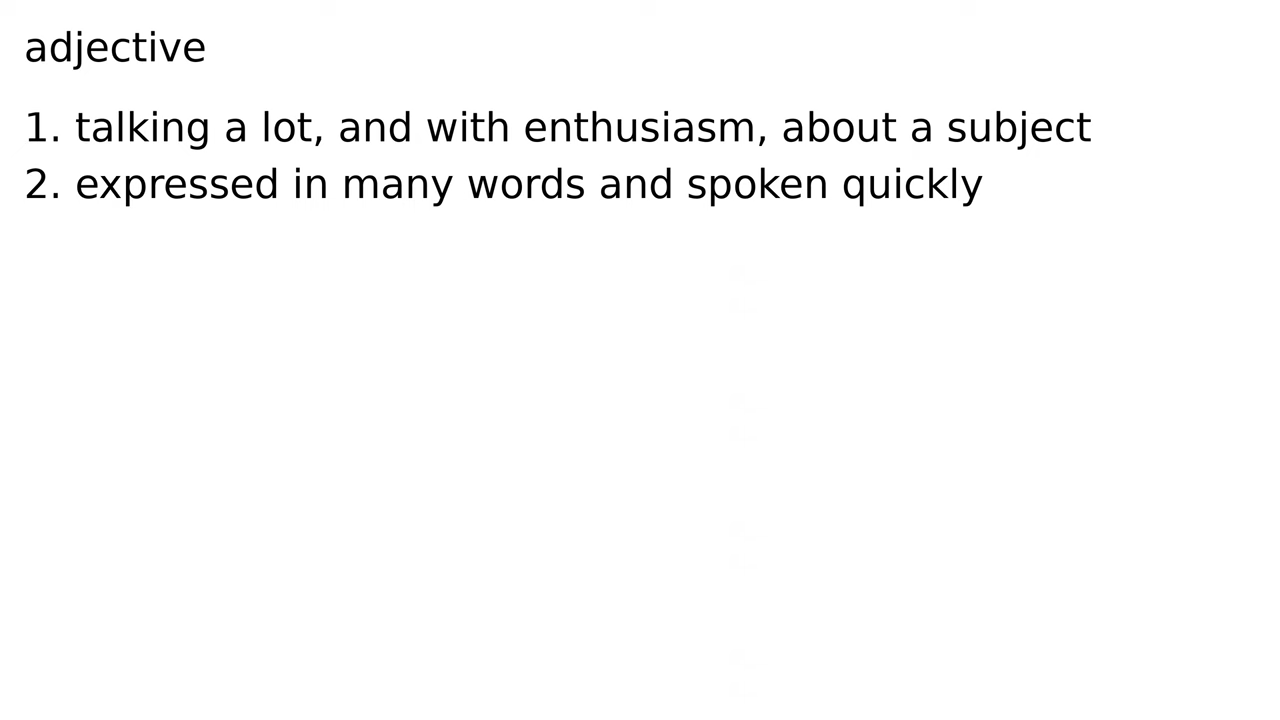 adjective
1. talking a lot, and with enthusiasm, about a subject
2. expressed in many words and spoken quickly